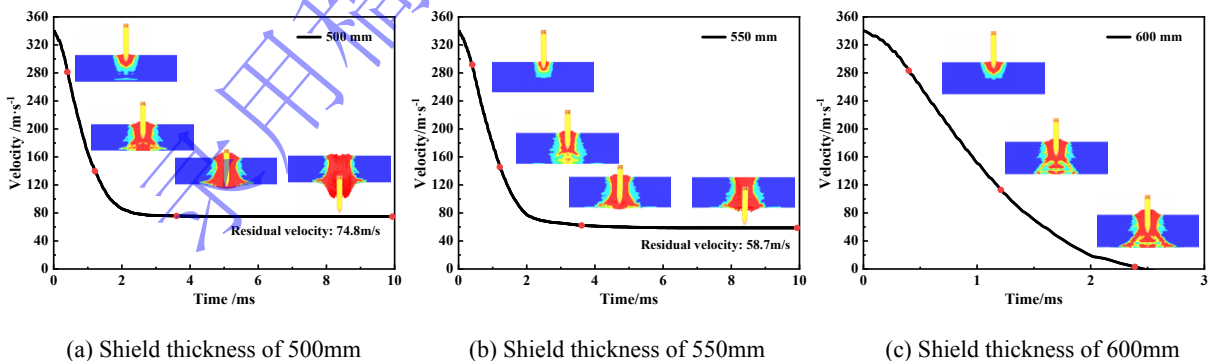 360
320
280
240
200
160
120
80
40
0
Velocity /m·s⁻¹
500 mm
Residual velocity: 74.8m/s
0 2 4 6 8 10
Time /ms
(a) Shield thickness of 500mm
360
320
280
240
200
160
120
80
40
0
Velocity /m·s⁻¹
550 mm
Residual velocity: 58.7m/s
0 2 4 6 8 10
Time /ms
(b) Shield thickness of 550mm
360
320
280
240
200
160
120
80
40
0
Velocity /m·s⁻¹
600 mm
0 1 2 3
Time/ms
(c) Shield thickness of 600mm